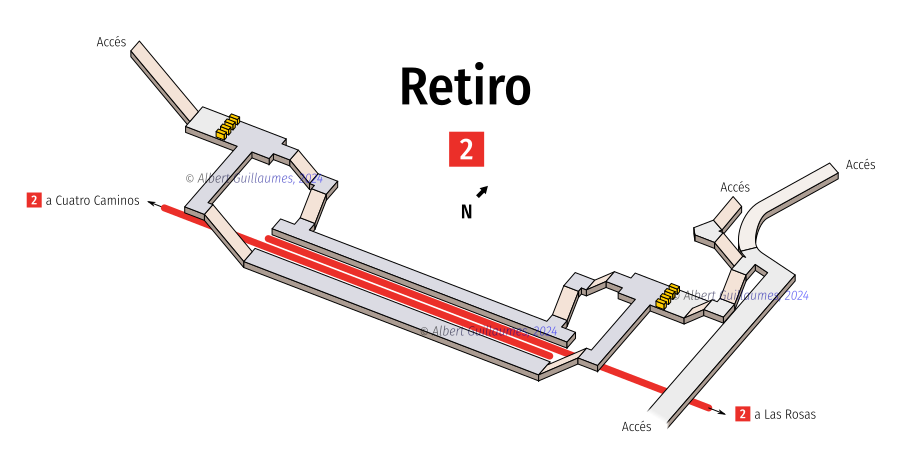 Accés
Retiro
2
Accés
© Albert Guillaumes, 2024
Accés
2 a Cuatro Caminos
N
© Albert Guillaumes, 2024
© Albert Guillaumes, 2024
2 a Las Rosas
Accés